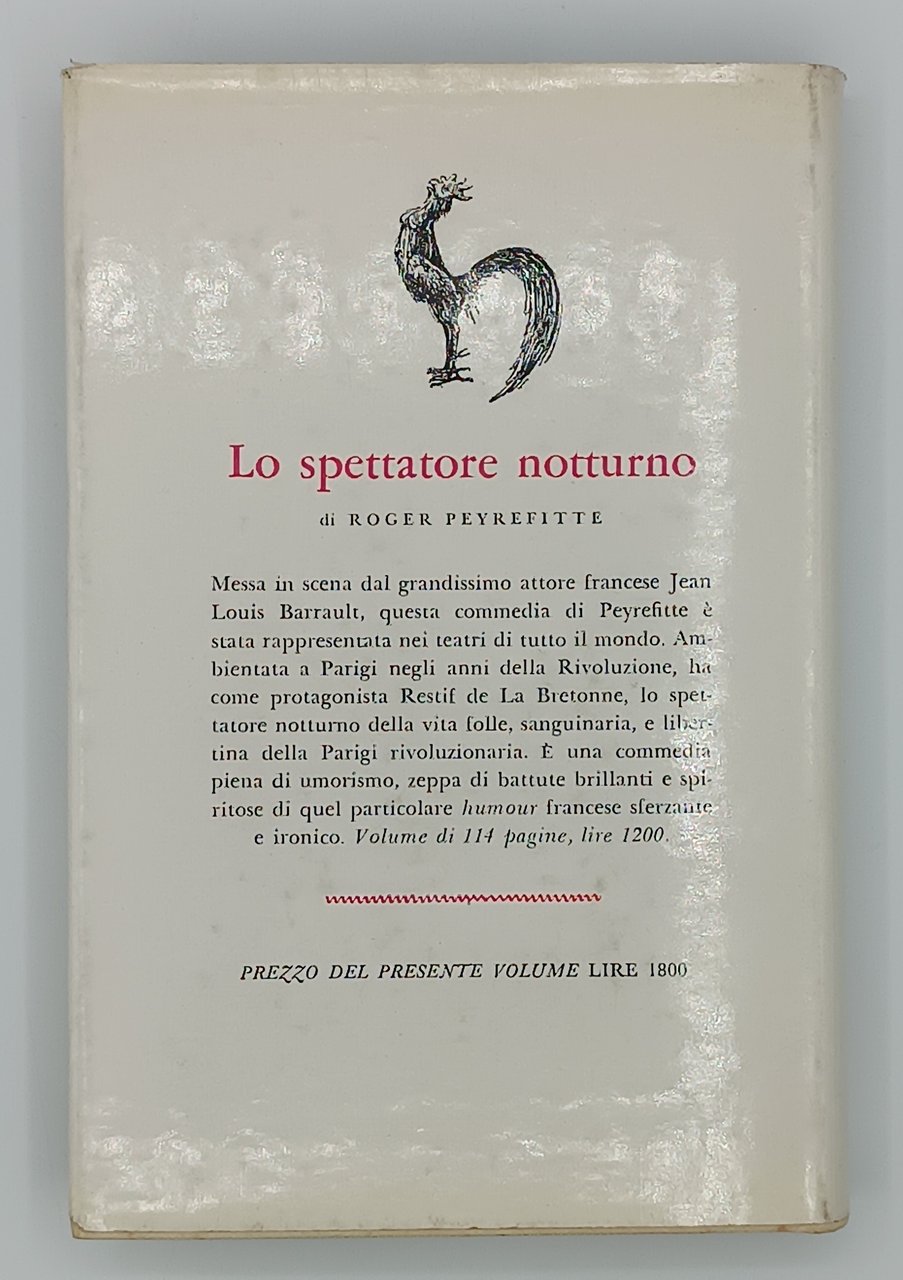 Lo spettatore notturno
di ROGER PEYREFITTE
Messa in scena dal grandissimo attore francese Jean
Louis Barrault, questa commedia di Peyrefitte è
stata rappresentata nei teatri di tutto il mondo. Am-
bientata a Parigi negli anni della Rivoluzione, ha
come protagonista Restif de La Bretonne, lo spet-
tatore notturno della vita folle, sanguinaria, e liber-
tina della Parigi rivoluzionaria. È una commedia
piena di umorismo, zeppa di battute brillanti e spi-
ritose di quel particolare humour francese sferzante
e ironico. Volume di 114 pagine, lire 1200.
PREZZO DEL PRESENTE VOLUME LIRE 1800